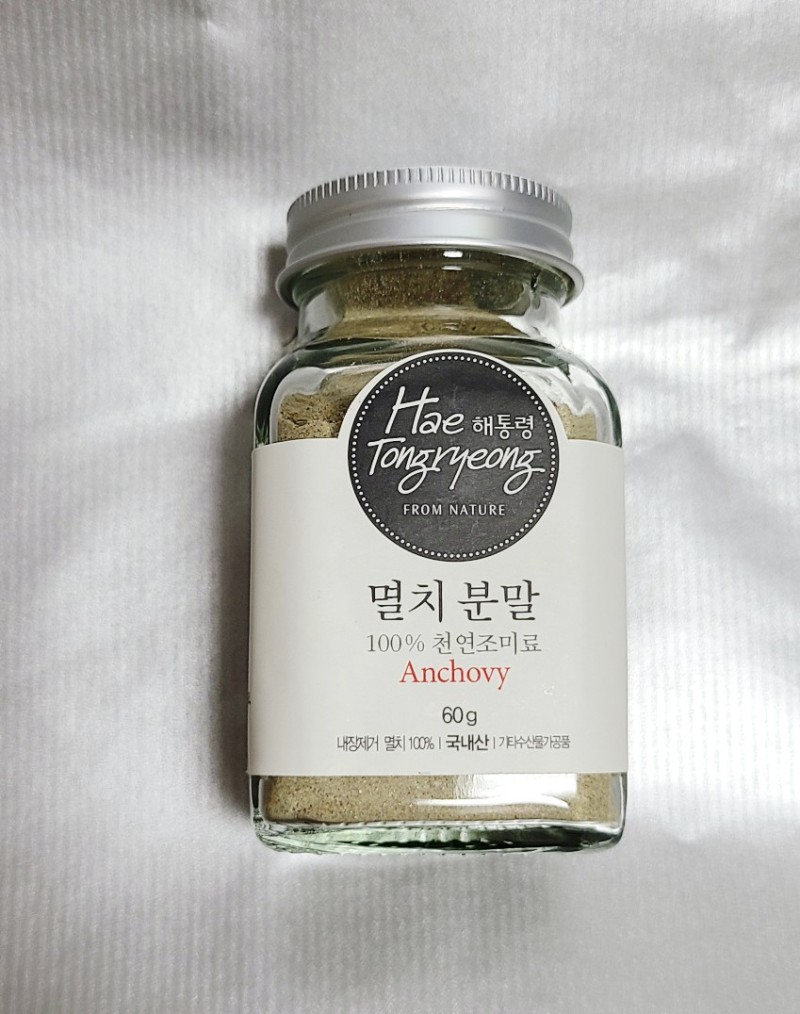 Hae 해통령
Tongryeong
FROM NATURE
멸치 분말
100% 천연조미료
Anchovy
60g
내장제거 멸치 100% | 국내산 | 기타수산물가공품